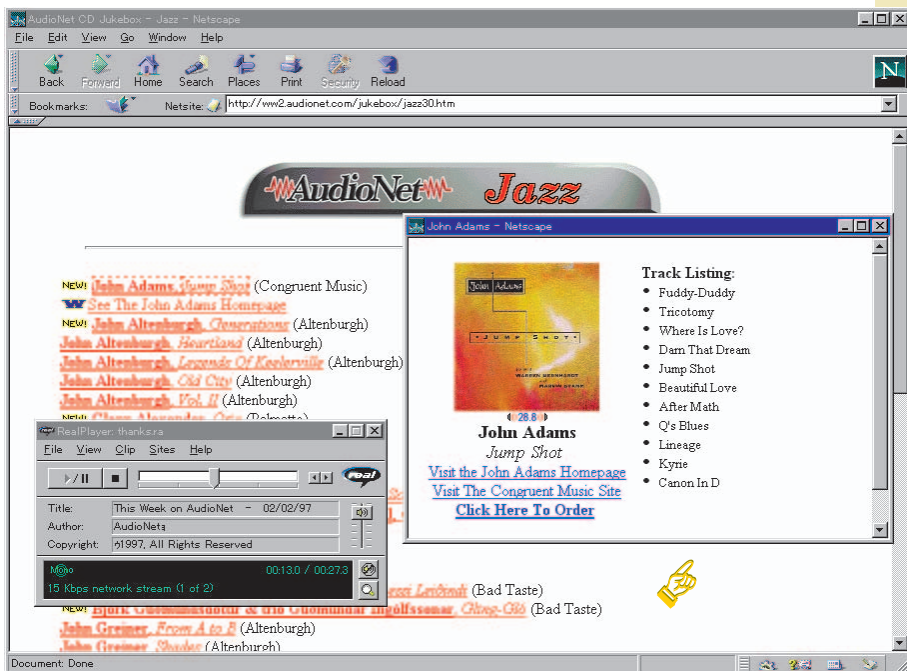 AudioNet CD Jukebox - Jazz - Netscape
File Edit View Go Window Help
Back Forward Home Search Places Print Security Reload
N
Bookmarks: Netsite: http://www2.audionet.com/jukebox/jazz30.htm
AudioNet Jazz
NEW! John Adams, Jump Shot (Congruent Music)
See The John Adams Homepage
NEW! John Altenburgh, Generations (Altenburgh)
John Altenburgh, Heartland (Altenburgh)
John Altenburgh, Legends Of Keelerville (Altenburgh)
John Altenburgh, Old City (Altenburgh)
John Altenburgh, Vol. II (Altenburgh)
John Adams - Netscape
John Adams
JUMP SHOT
28.8
John Adams
Jump Shot
Visit the John Adams Homepage
Visit The Congruent Music Site
Click Here To Order
Track Listing:
Fuddy-Duddy
Tricotomy
Where Is Love?
Darn That Dream
Jump Shot
Beautiful Love
After Math
Q's Blues
Lineage
Kyrie
Canon In D
RealPlayer: thanks.ra
File View Clip Sites Help
real
Title: This Week on AudioNet - 02/02/97
Author: AudioNet
Copyright: 1997, All Rights Reserved
Mono 00:13.0 / 00:27.3
15 Kbps network stream (1 of 2)
(Bad Taste)
NEW! Gling-Gló (Bad Taste)
John Greiner, From A to B (Altenburgh)
John Greiner, Shades (Altenburgh)
Document: Done